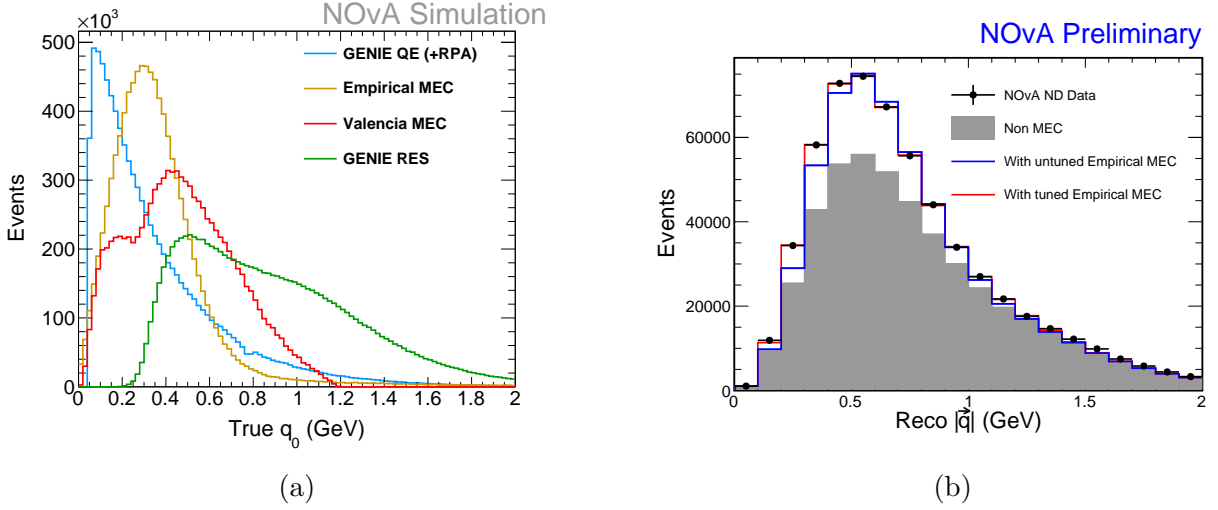 NOvA Simulation
×10³
500
400
300
200
100
0
Events
GENIE QE (+RPA)
Empirical MEC
Valencia MEC
GENIE RES
0 0.2 0.4 0.6 0.8 1 1.2 1.4 1.6 1.8 2
True q₀ (GeV)
(a)
NOvA Preliminary
60000
40000
20000
0
Events
NOvA ND Data
Non MEC
With untuned Empirical MEC
With tuned Empirical MEC
0 0.5 1 1.5 2
Reco |q⃗| (GeV)
(b)